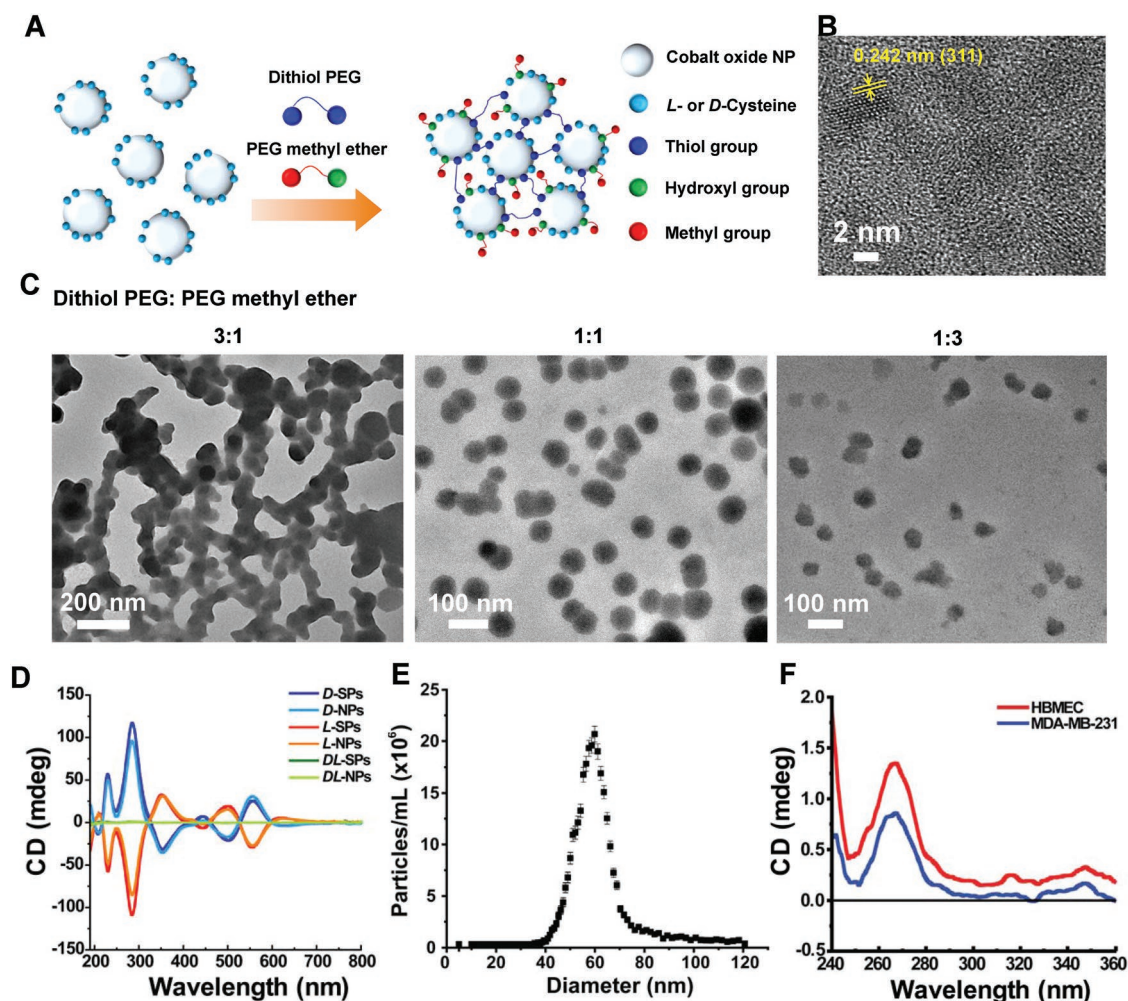 A
Dithiol PEG
PEG methyl ether
Cobalt oxide NP
L- or D-Cysteine
Thiol group
Hydroxyl group
Methyl group
B
0.242 nm (311)
2 nm
C
Dithiol PEG: PEG methyl ether
3:1
1:1
1:3
200 nm
100 nm
100 nm
D
CD (mdeg)
150
100
50
0
-50
-100
-150
200 300 400 500 600 700 800
Wavelength (nm)
D-SPs
D-NPs
L-SPs
L-NPs
DL-SPs
DL-NPs
E
Particles/mL (x10⁶)
25
20
15
10
5
0
0 20 40 60 80 100 120
Diameter (nm)
F
CD (mdeg)
2.0
1.5
1.0
0.5
0.0
-0.5
240 260 280 300 320 340 360
Wavelength (nm)
HBMEC
MDA-MB-231